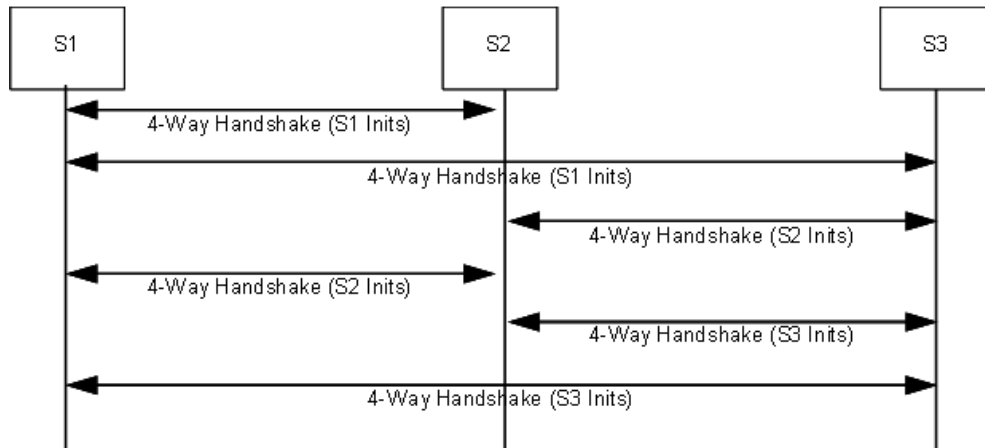 S1
S2
S3
4-Way Handshake (S1 Inits)
4-Way Handshake (S1 Inits)
4-Way Handshake (S2 Inits)
4-Way Handshake (S2 Inits)
4-Way Handshake (S3 Inits)
4-Way Handshake (S3 Inits)